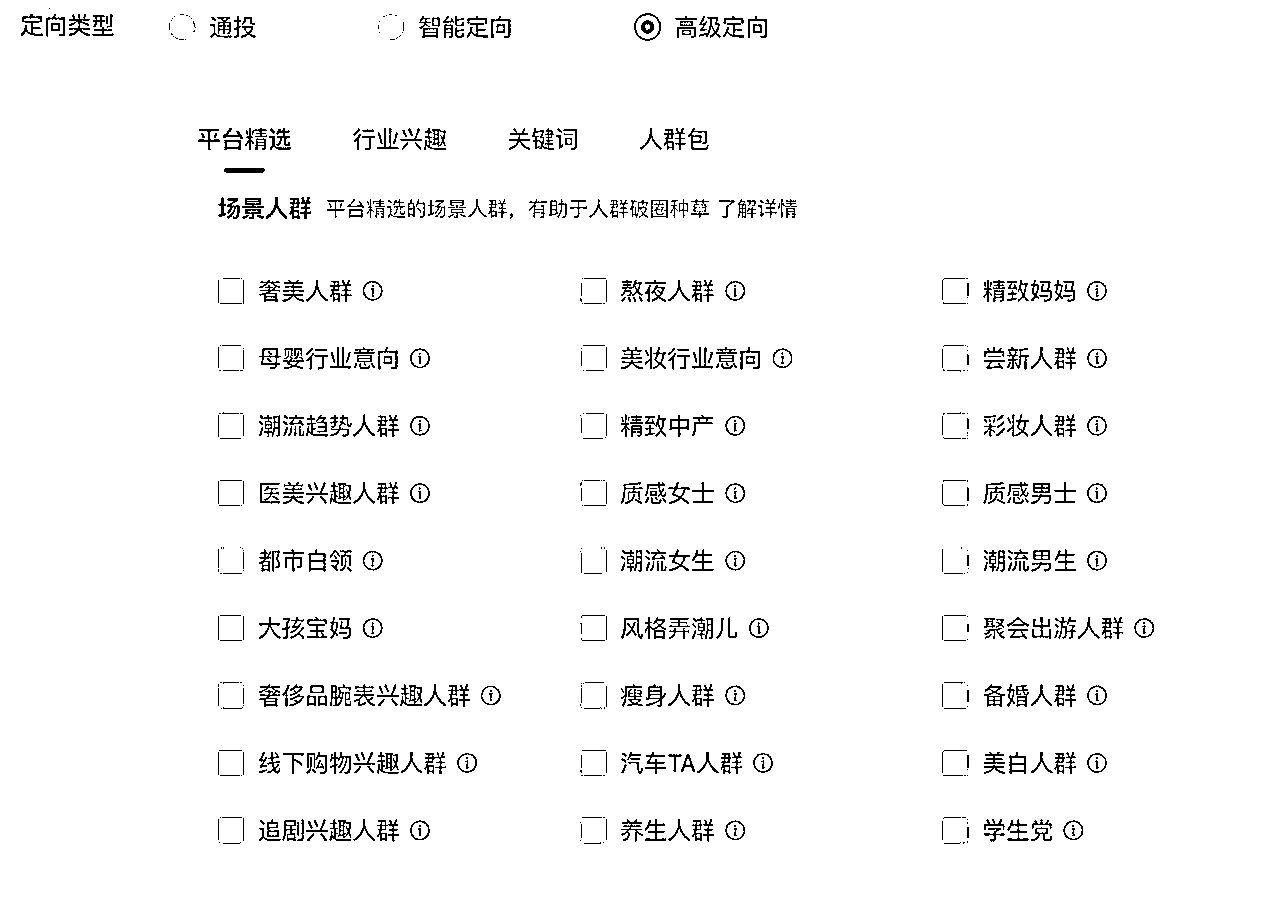 定向类型 通投 智能定向 高级定向
平台精选 行业兴趣 关键词 人群包
场景人群 平台精选的场景人群，有助于人群破圈种草 了解详情
奢美人群 熬夜人群 精致妈妈
母婴行业意向 美妆行业意向 尝新人群
潮流趋势人群 精致中产 彩妆人群
医美兴趣人群 质感女士 质感男士
都市白领 潮流女生 潮流男生
大孩宝妈 风格弄潮儿 聚会出游人群
奢侈品腕表兴趣人群 瘦身人群 备婚人群
线下购物兴趣人群 汽车TA人群 美白人群
追剧兴趣人群 养生人群 学生党